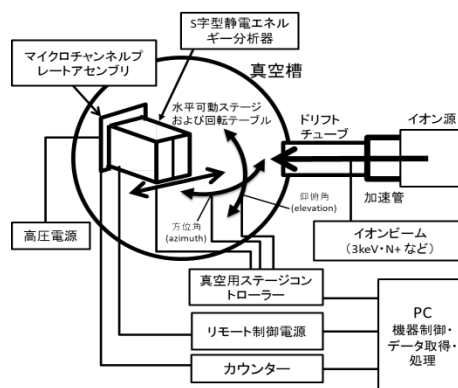 S字型静電エネル
ギー分析器
マイクロチャンネルプ
レートアセンブリ
真空槽
水平可動ステージ
および回転テーブル
ドリフト
チューブ
イオン源
加速管
仰俯角
(elevation)
方位角
(azimuth)
高圧電源
イオンビーム
(3keV・N+など)
真空用ステージコン
トローラー
リモート制御電源
カウンター
PC
機器制御・
データ取得・
処理